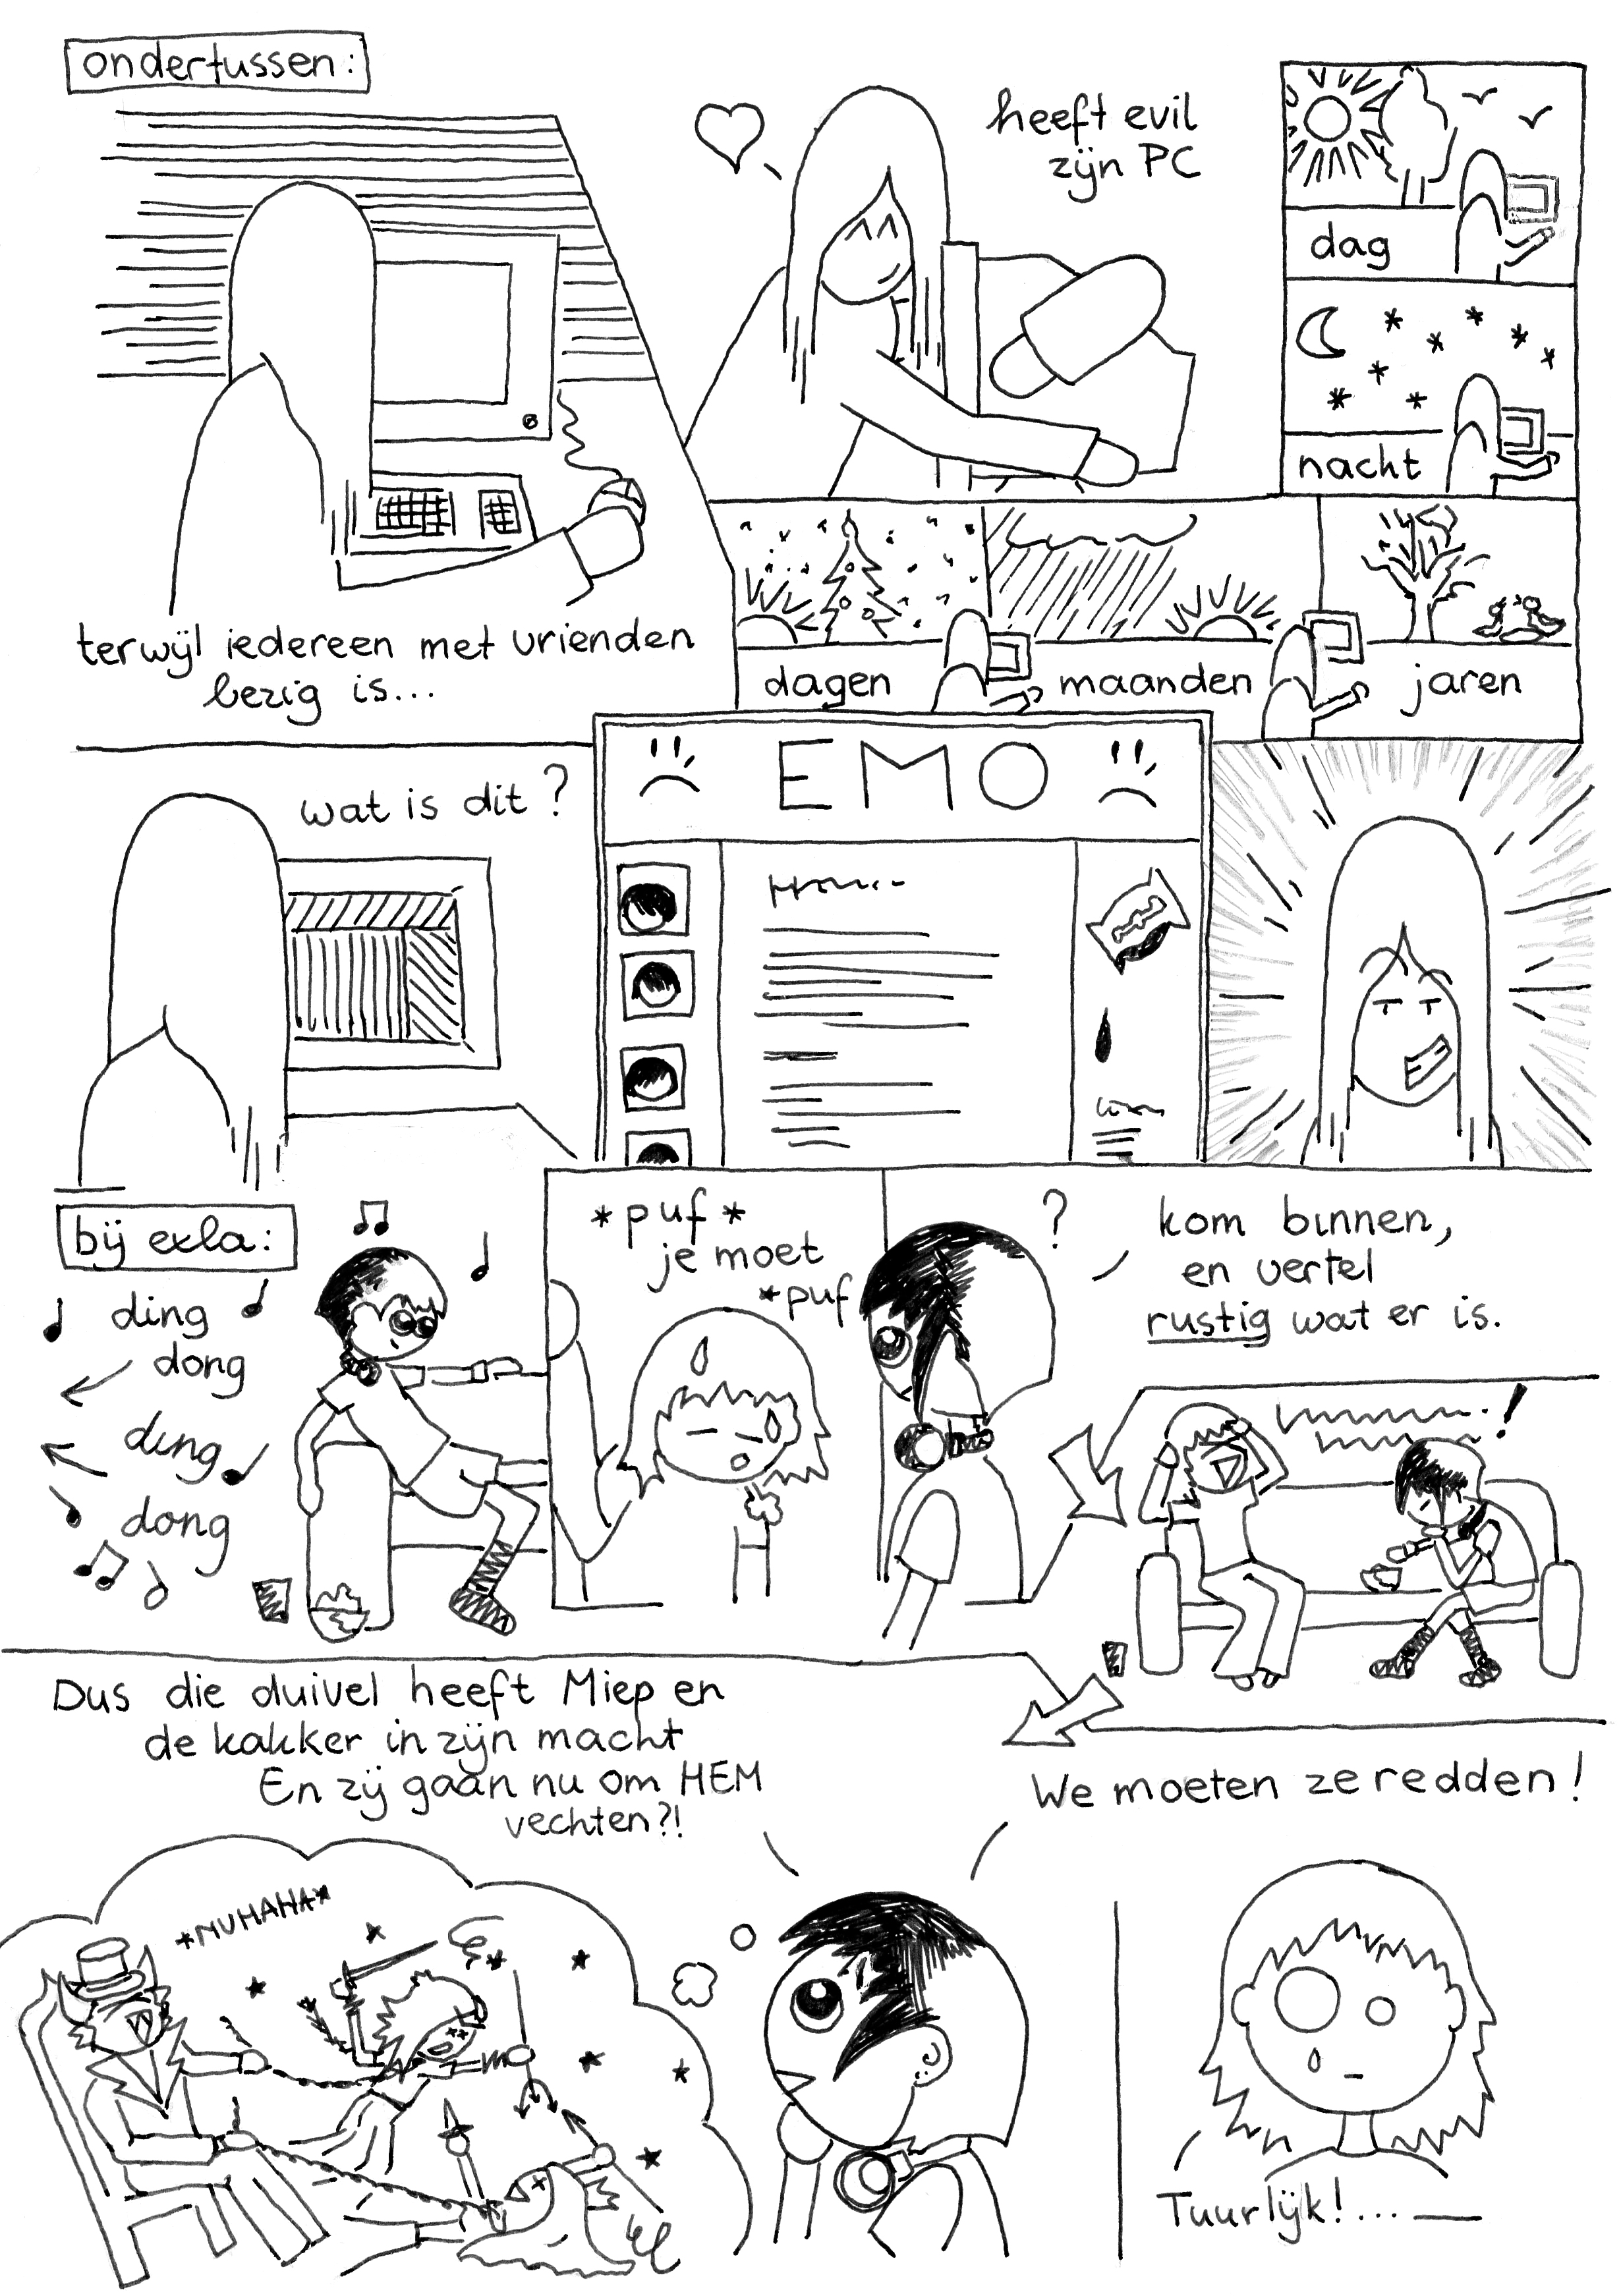 ondertussen:
terwijl iedereen met vrienden
bezig is...
heeft evil
zijn PC
dag
nacht
dagen
maanden
jaren
wat is dit?
EMO
bij exla:
ding
dong
ding
dong
*puf*
je moet
*puf
?
kom binnen,
en vertel
rustig wat er is.
!
Dus die duivel heeft Miep en
de kakker in zijn macht
En zij gaan nu om HEM
vechten?!
We moeten ze redden!
*MUHAHA*
Tuurlijk!...